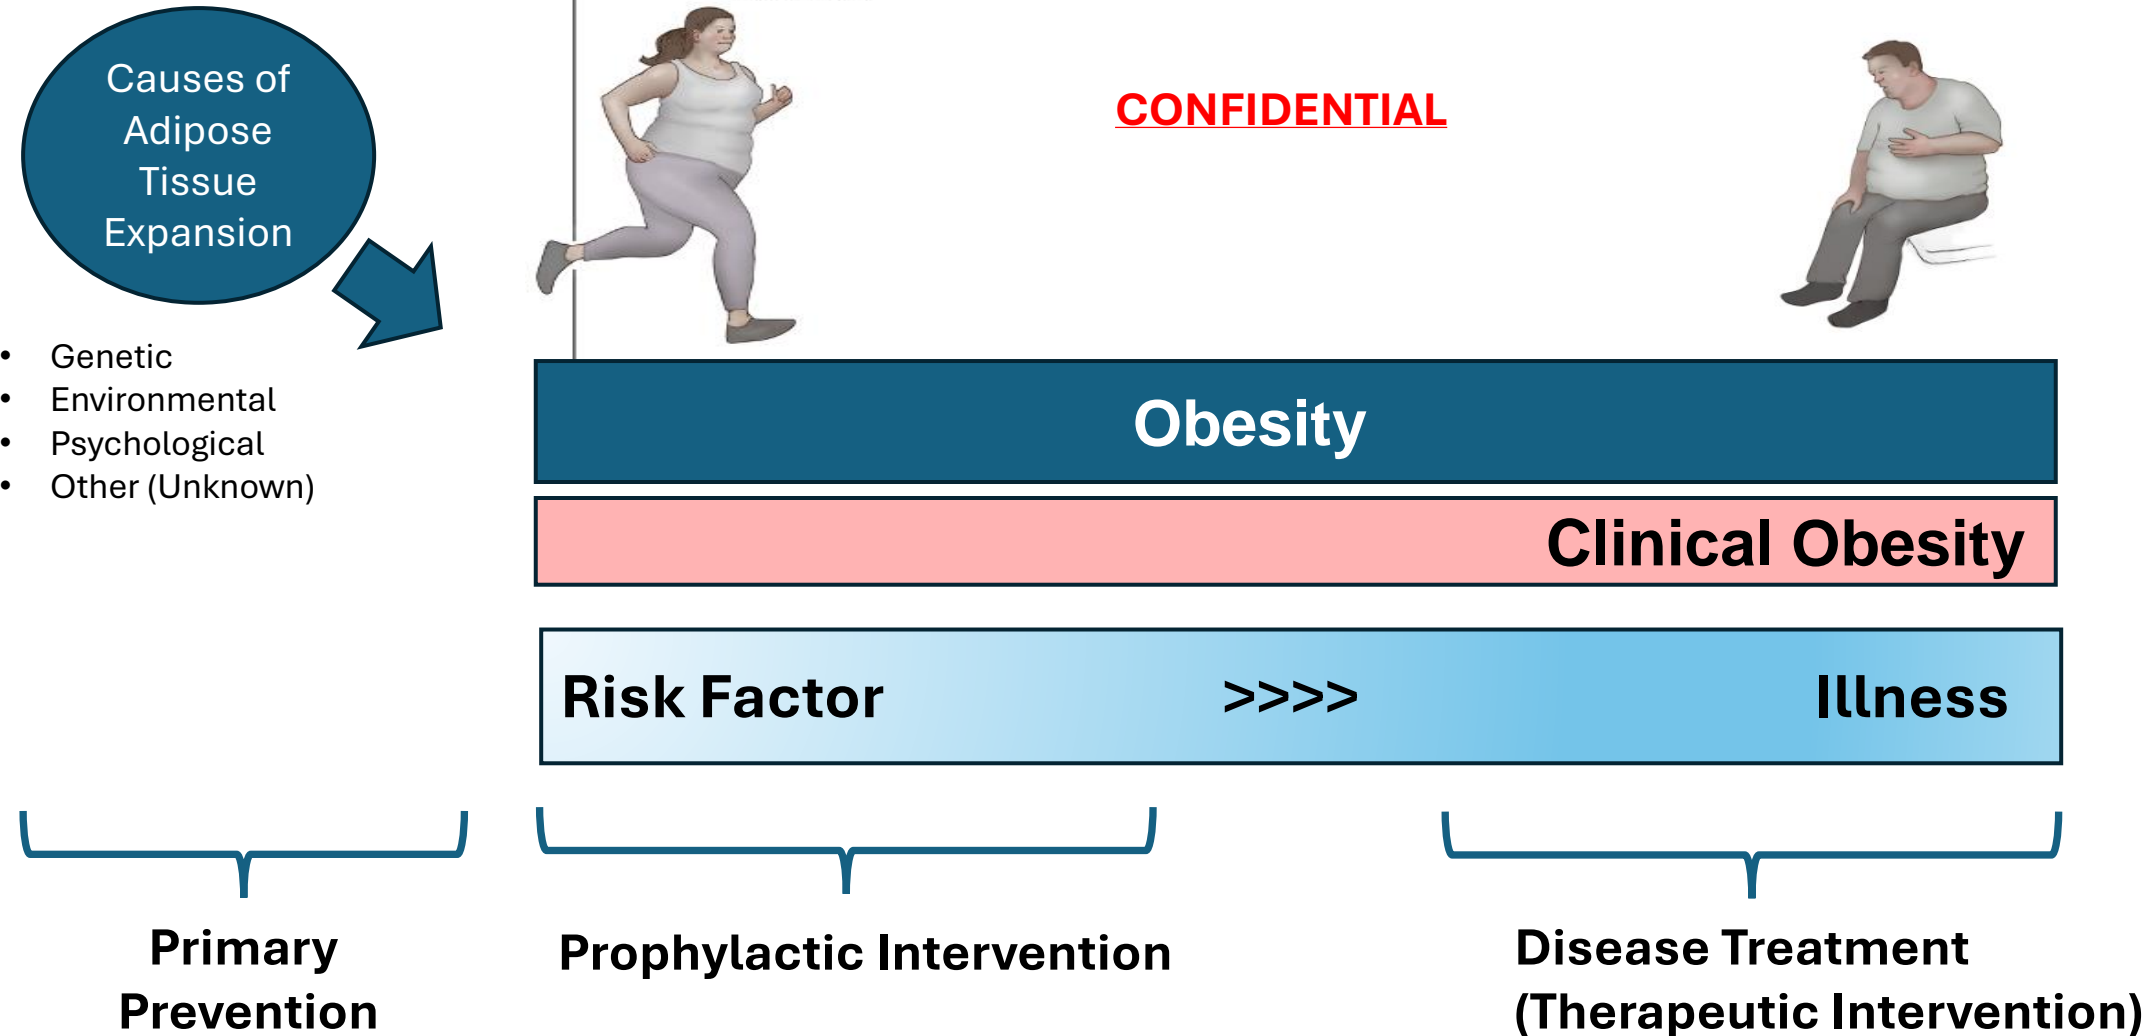 Causes of
Adipose
Tissue
Expansion
• Genetic
• Environmental
• Psychological
• Other (Unknown)
CONFIDENTIAL
Obesity
Clinical Obesity
Risk Factor >>>> Illness
Primary
Prevention
Prophylactic Intervention
Disease Treatment
(Therapeutic Intervention)